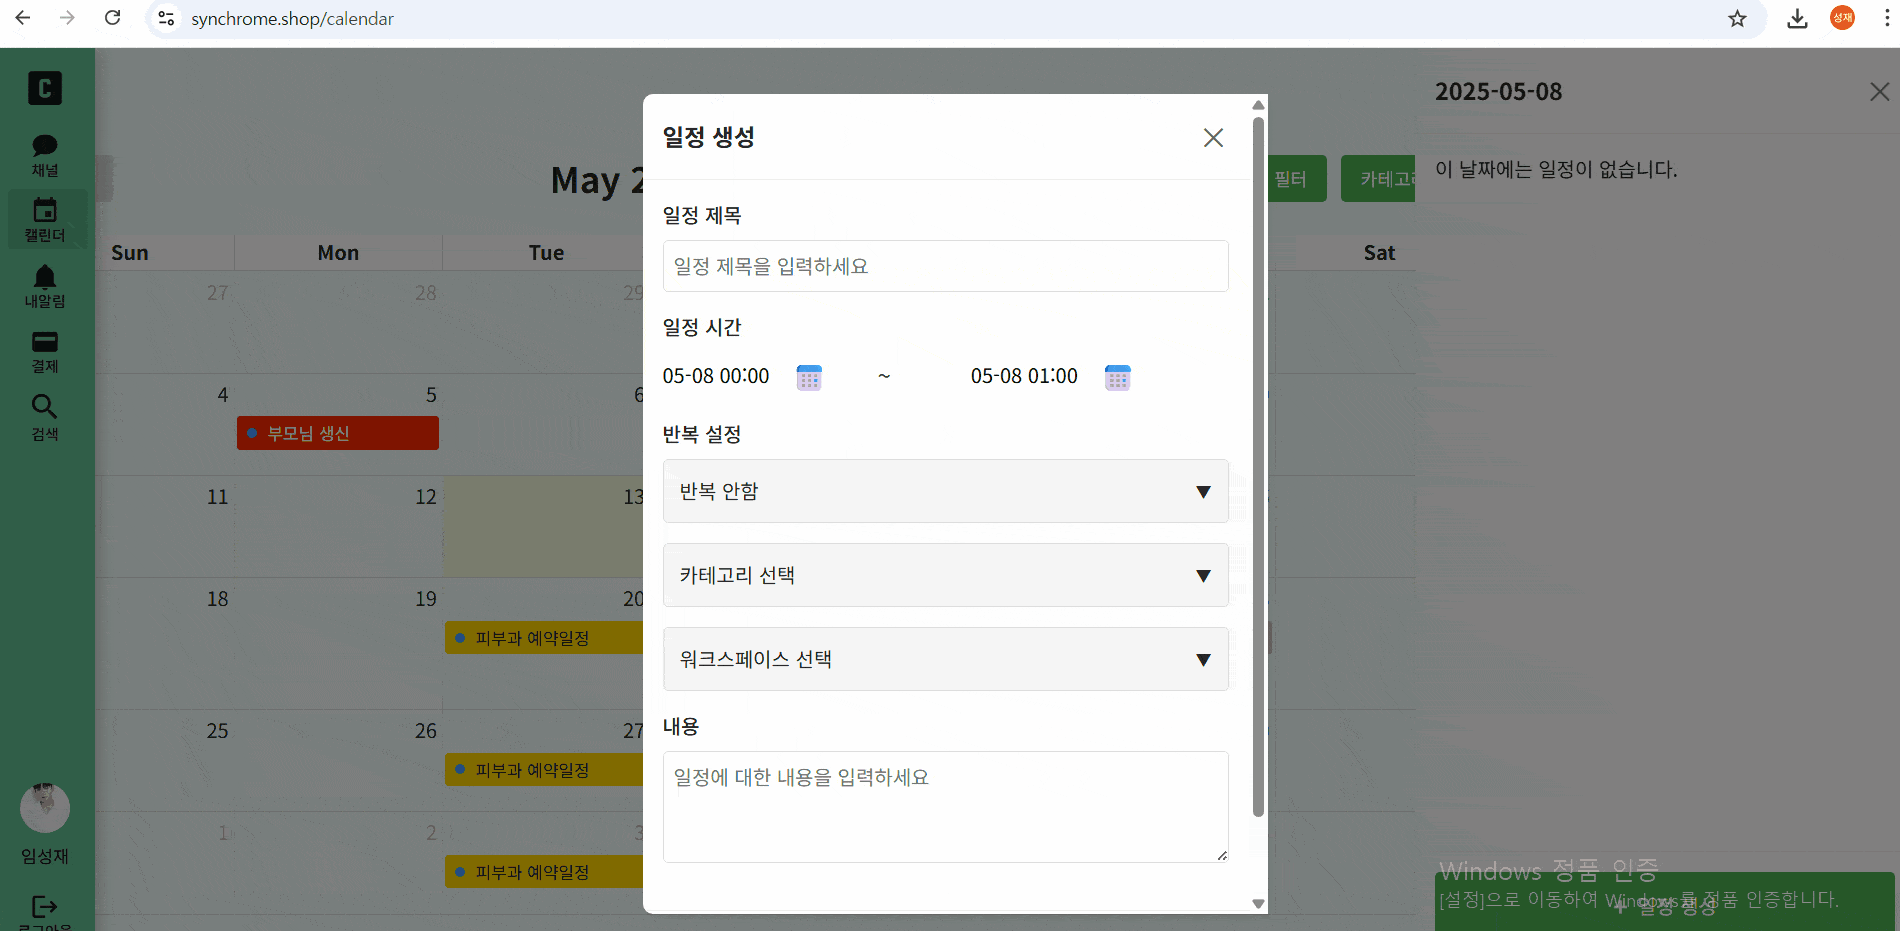 synchrome.shop/calendar
성재
C
채널
캘린더
내알림
결제
검색
임성재
May 2
필터
카테고리
Sun
Mon
Tue
Sat
27
28
29
4
5
6
부모님 생신
11
12
13
18
19
20
피부과 예약일정
25
26
27
피부과 예약일정
1
2
3
피부과 예약일정
일정 생성
일정 제목
일정 제목을 입력하세요
일정 시간
05-08 00:00
~
05-08 01:00
반복 설정
반복 안함
▼
카테고리 선택
▼
워크스페이스 선택
▼
내용
일정에 대한 내용을 입력하세요
2025-05-08
이 날짜에는 일정이 없습니다.
Windows 정품 인증
[설정]으로 이동하여 Windows를 정품 인증합니다.
+ 일정 생성